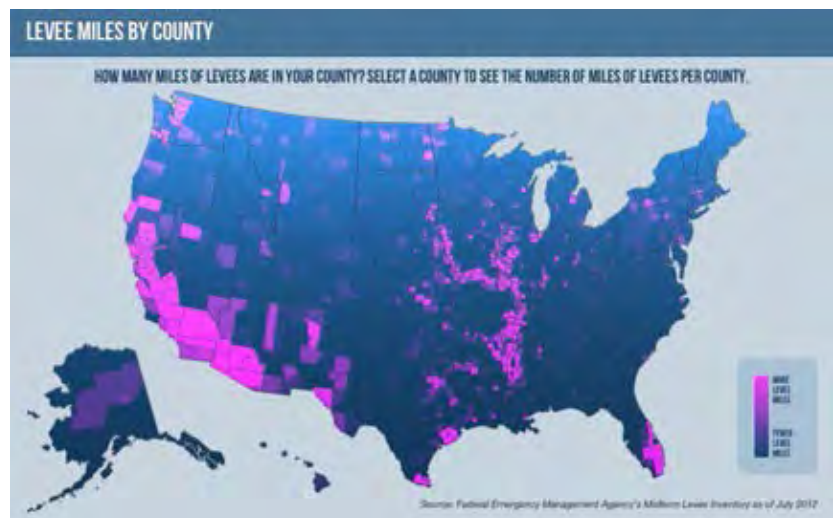 LEVEE MILES BY COUNTY
HOW MANY MILES OF LEVEES ARE IN YOUR COUNTY? SELECT A COUNTY TO SEE THE NUMBER OF MILES OF LEVEES PER COUNTY.
MORE
LEVEE
MILES
FEWER
LEVEE
MILES
Source: Federal Emergency Management Agency's Midterm Levee Inventory as of July 2012